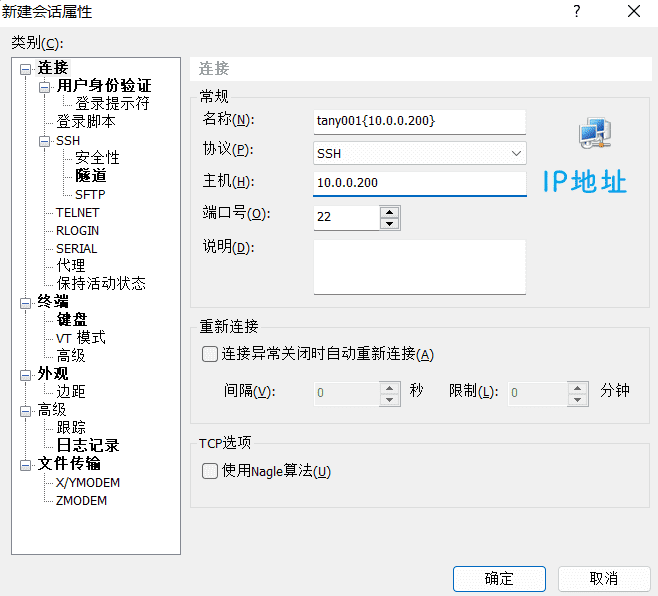 新建会话属性
类别(C):
连接
用户身份验证
登录提示符
登录脚本
SSH
安全性
隧道
SFTP
TELNET
RLOGIN
SERIAL
代理
保持活动状态
终端
键盘
VT 模式
高级
外观
边距
高级
跟踪
日志记录
文件传输
X/YMODEM
ZMODEM
连接
常规
名称(N):
tany001{10.0.0.200}
协议(P):
SSH
主机(H):
10.0.0.200
IP地址
端口号(O):
22
说明(D):
重新连接
连接异常关闭时自动重新连接(A)
间隔(V): 0 秒 限制(L): 0 分钟
TCP选项
使用Nagle算法(U)
确定 取消